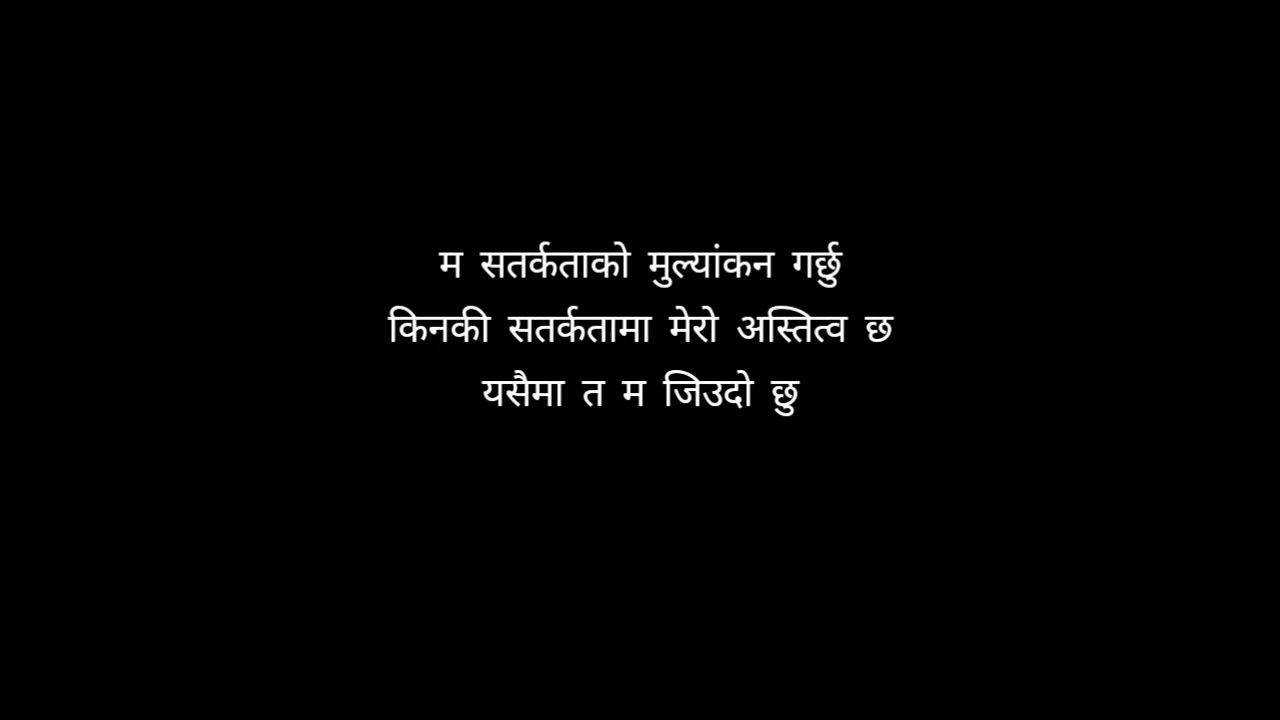 म सतर्कताको मुल्यांकन गर्छु
किनकी सतर्कतामा मेरो अस्तित्व छ
यसैमा त म जिउदो छु